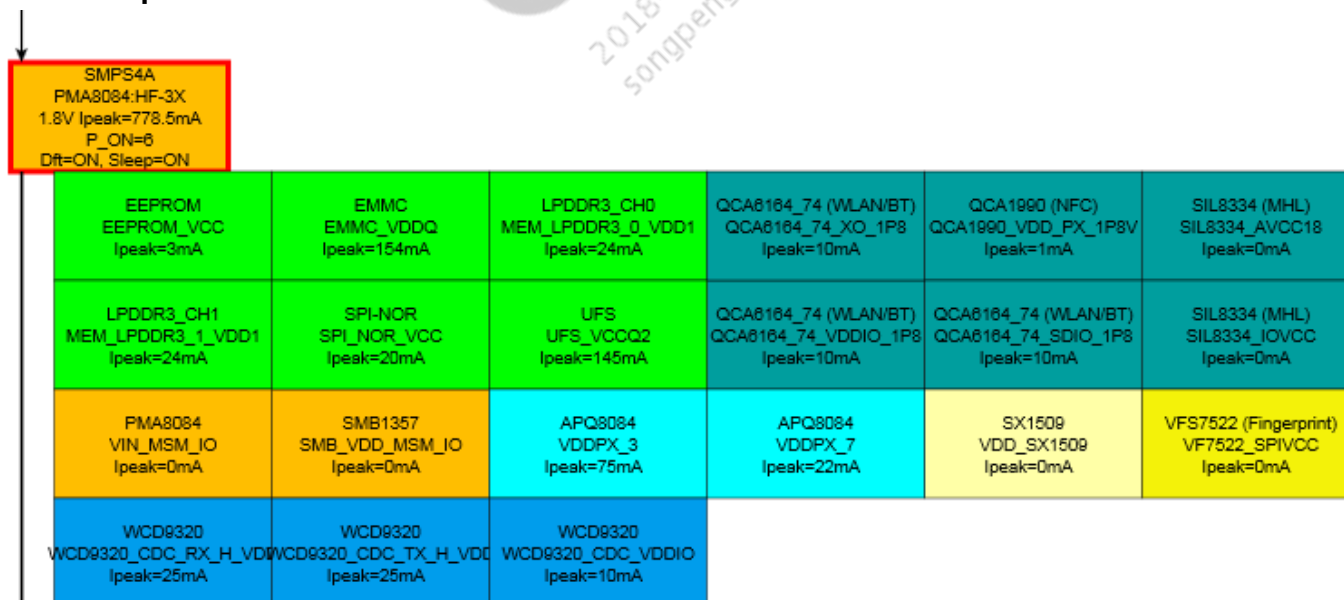 2018
songpeng
SMPS4A
PMA8084:HF-3X
1.8V Ipeak=778.5mA
P_ON=6
Dft=ON, Sleep=ON
EEPROM
EEPROM_VCC
Ipeak=3mA
EMMC
EMMC_VDDQ
Ipeak=154mA
LPDDR3_CH0
MEM_LPDDR3_0_VDD1
Ipeak=24mA
QCA6164_74 (WLAN/BT)
QCA6164_74_XO_1P8
Ipeak=10mA
QCA1990 (NFC)
QCA1990_VDD_PX_1P8V
Ipeak=1mA
SIL8334 (MHL)
SIL8334_AVCC18
Ipeak=0mA
LPDDR3_CH1
MEM_LPDDR3_1_VDD1
Ipeak=24mA
SPI-NOR
SPI_NOR_VCC
Ipeak=20mA
UFS
UFS_VCCQ2
Ipeak=145mA
QCA6164_74 (WLAN/BT)
QCA6164_74_VDDIO_1P8
Ipeak=10mA
QCA6164_74 (WLAN/BT)
QCA6164_74_SDIO_1P8
Ipeak=10mA
SIL8334 (MHL)
SIL8334_IOVCC
Ipeak=0mA
PMA8084
VIN_MSM_IO
Ipeak=0mA
SMB1357
SMB_VDD_MSM_IO
Ipeak=0mA
APQ8084
VDDPX_3
Ipeak=75mA
APQ8084
VDDPX_7
Ipeak=22mA
SX1509
VDD_SX1509
Ipeak=0mA
VFS7522 (Fingerprint)
VF7522_SPIVCC
Ipeak=0mA
WCD9320
WCD9320_CDC_RX_H_VD
Ipeak=25mA
WCD9320
WCD9320_CDC_TX_H_VDD
Ipeak=25mA
WCD9320
WCD9320_CDC_VDDIO
Ipeak=10mA